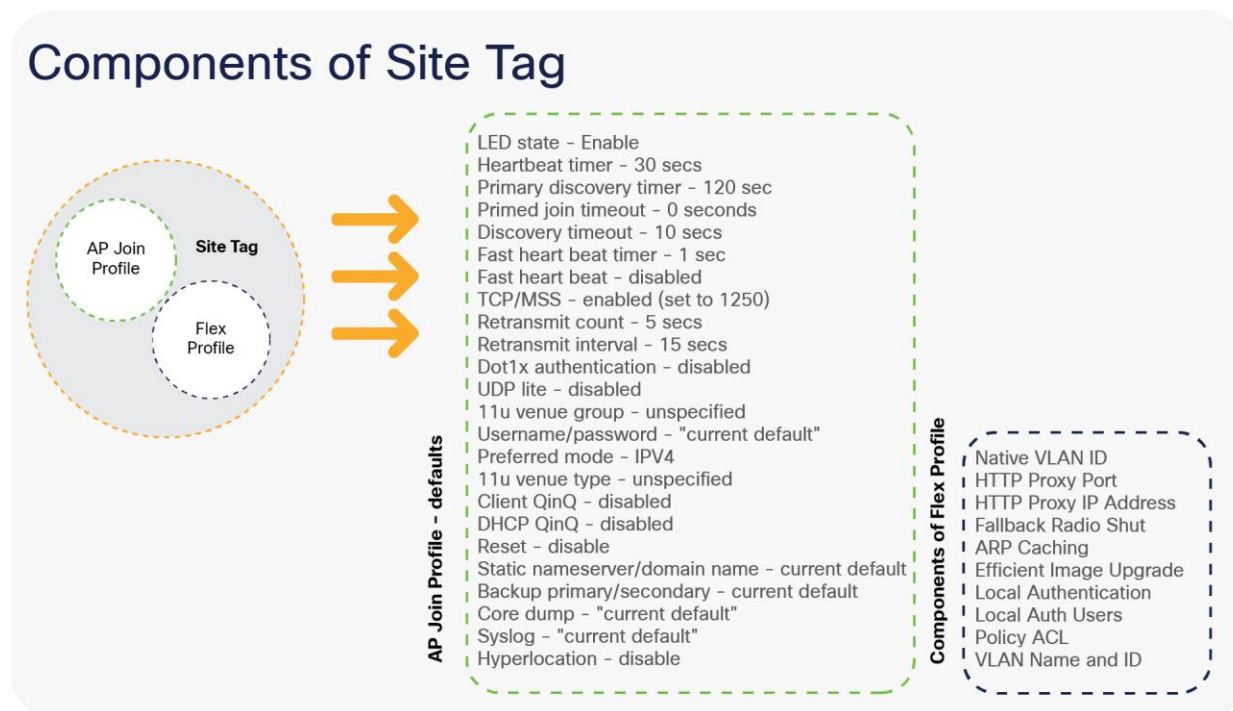 Components of Site Tag
AP Join
Profile
Site Tag
Flex
Profile
AP Join Profile - defaults
LED state - Enable
Heartbeat timer - 30 secs
Primary discovery timer - 120 sec
Primed join timeout - 0 seconds
Discovery timeout - 10 secs
Fast heart beat timer - 1 sec
Fast heart beat - disabled
TCP/MSS - enabled (set to 1250)
Retransmit count - 5 secs
Retransmit interval - 15 secs
Dot1x authentication - disabled
UDP lite - disabled
11u venue group - unspecified
Username/password - "current default"
Preferred mode - IPV4
11u venue type - unspecified
Client QinQ - disabled
DHCP QinQ - disabled
Reset - disable
Static nameserver/domain name - current default
Backup primary/secondary - current default
Core dump - "current default"
Syslog - "current default"
Hyperlocation - disable
Components of Flex Profile
Native VLAN ID
HTTP Proxy Port
HTTP Proxy IP Address
Fallback Radio Shut
ARP Caching
Efficient Image Upgrade
Local Authentication
Local Auth Users
Policy ACL
VLAN Name and ID